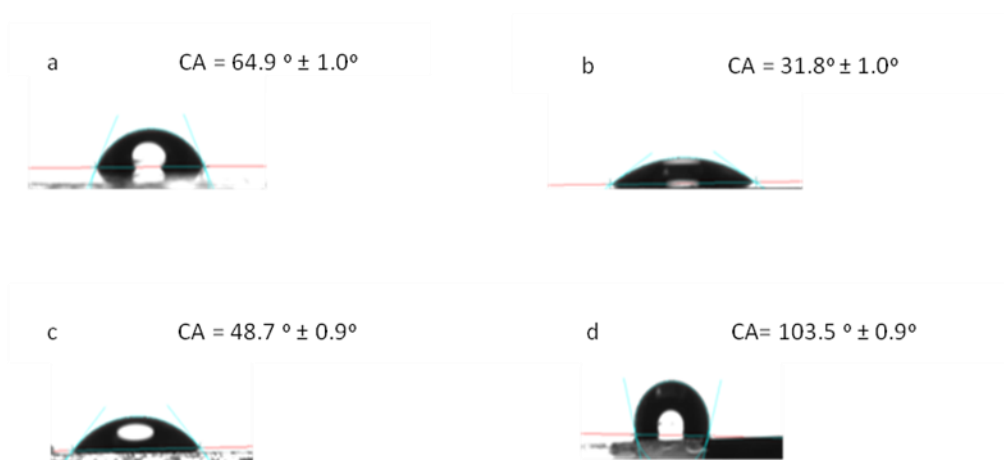 a CA = 64.9 º ± 1.0º
b CA = 31.8º ± 1.0º
c CA = 48.7 º ± 0.9º
d CA= 103.5 º ± 0.9º